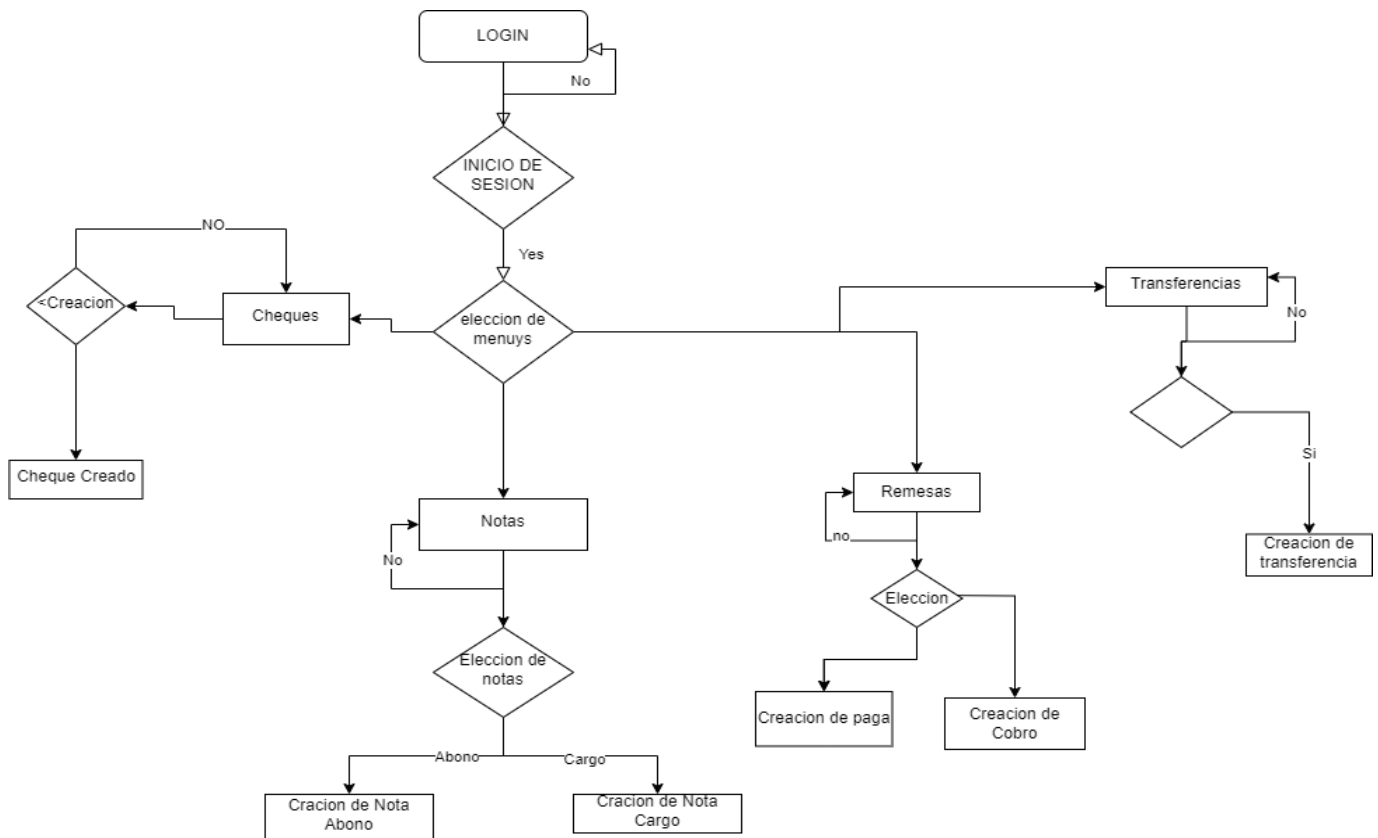 LOGIN
No
INICIO DE
SESION
Yes
NO
<Creacion
Cheques
eleccion de
menuys
Transferencias
No
Cheque Creado
Si
Remesas
Notas
no
No
Creacion de
transferencia
Eleccion
Eleccion de
notas
Creacion de paga
Creacion de
Cobro
Abono
Cargo
Cracion de Nota
Abono
Cracion de Nota
Cargo